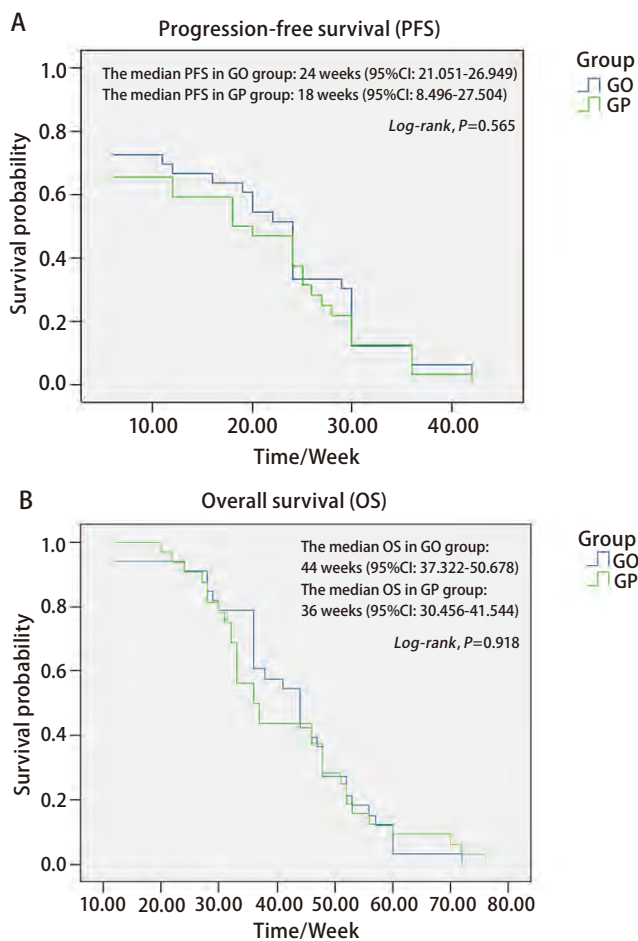 A
Progression-free survival (PFS)
The median PFS in GO group: 24 weeks (95%CI: 21.051-26.949)
The median PFS in GP group: 18 weeks (95%CI: 8.496-27.504)
Log-rank, P=0.565
Group
GO
GP
Survival probability
1.0
0.8
0.6
0.4
0.2
0.0
10.00 20.00 30.00 40.00
Time/Week
B
Overall survival (OS)
The median OS in GO group:
44 weeks (95%CI: 37.322-50.678)
The median OS in GP group:
36 weeks (95%CI: 30.456-41.544)
Log-rank, P=0.918
Group
GO
GP
Survival probability
1.0
0.8
0.6
0.4
0.2
0.0
10.00 20.00 30.00 40.00 50.00 60.00 70.00 80.00
Time/Week